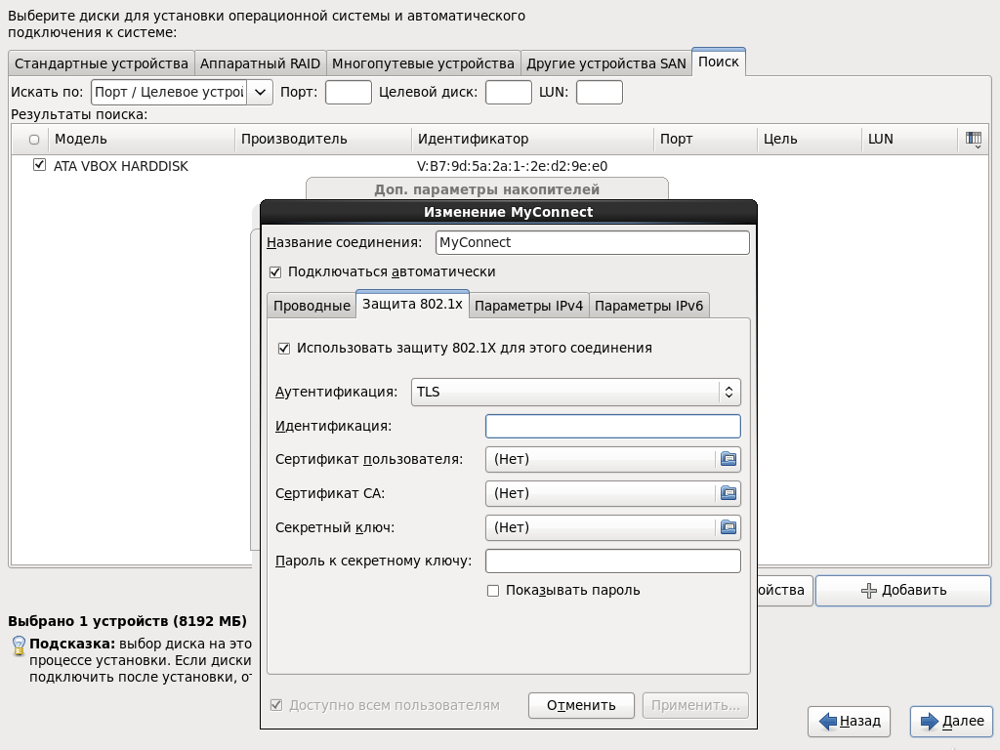 Выберите диски для установки операционной системы и автоматического
подключения к системе:
Стандартные устройства Аппаратный RAID Многопутевые устройства Другие устройства SAN Поиск
Искать по: Порт / Целевое устрой Порт: Целевой диск: LUN:
Результаты поиска:
Модель Производитель Идентификатор Порт Цель LUN
ATA VBOX HARDDISK V:B7:9d:5a:2a:1-:2e:d2:9e:e0
Доп. параметры накопителей
Изменение MyConnect
Название соединения: MyConnect
Подключаться автоматически
Проводные Защита 802.1x Параметры IPv4 Параметры IPv6
Использовать защиту 802.1X для этого соединения
Аутентификация: TLS
Идентификация:
Сертификат пользователя: (Нет)
Сертификат CA: (Нет)
Секретный ключ: (Нет)
Пароль к секретному ключу:
Показывать пароль
Доступно всем пользователям Отменить Применить...
ойства Добавить
Выбрано 1 устройств (8192 МБ)
Подсказка: выбор диска на это
процессе установки. Если диски
подключить после установки, от
Назад Далее